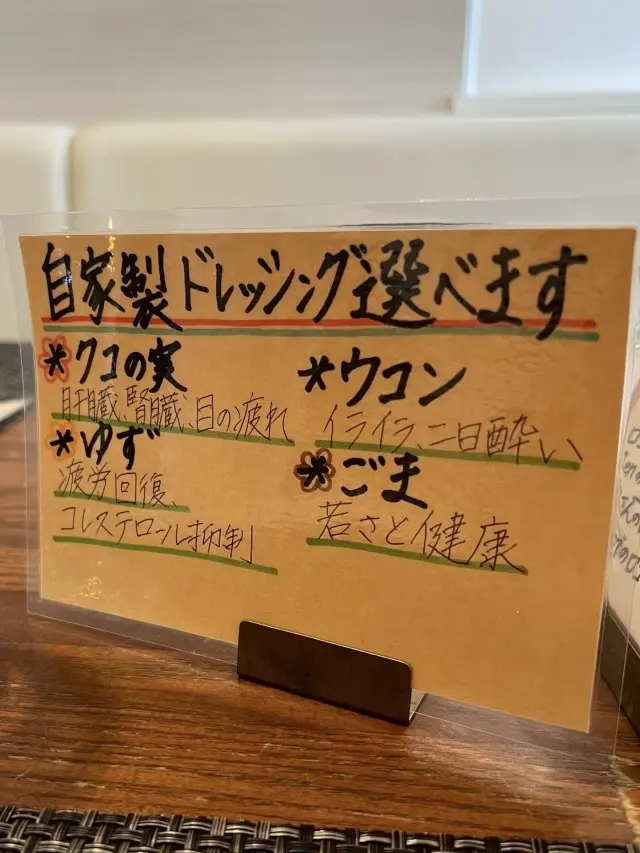 自家製ドレッシング選べます
*クコの実
肝臓、腎臓、目の疲れ
*ゆず
疲労回復、
コレステロール抑制
*ウコン
イライラ、二日酔い
*ごま
若さと健康